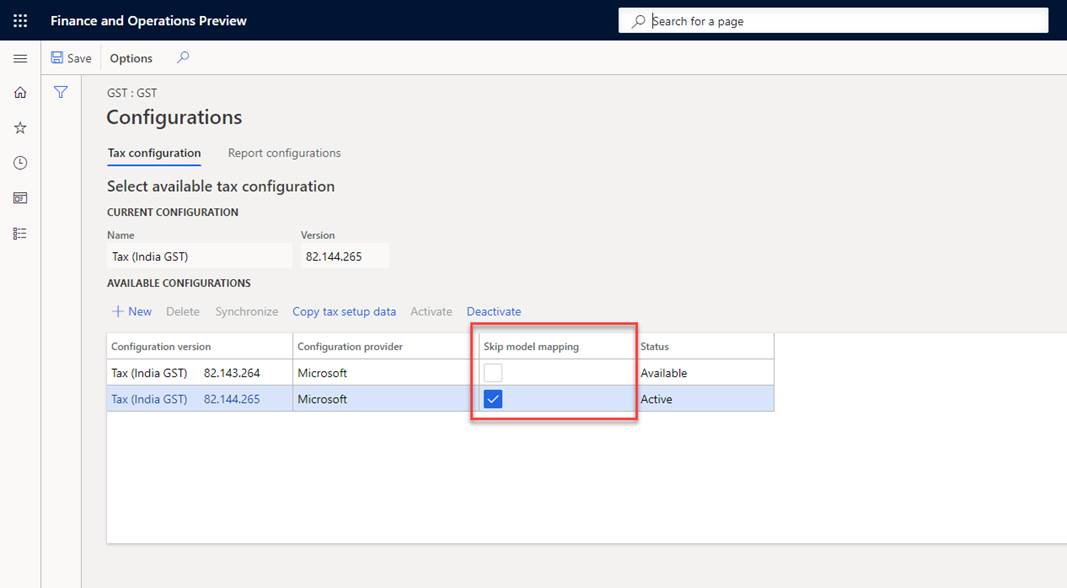 Finance and Operations Preview
Search for a page
Save
Options
GST : GST
Configurations
Tax configuration Report configurations
Select available tax configuration
CURRENT CONFIGURATION
Name Version
Tax (India GST) 82.144.265
AVAILABLE CONFIGURATIONS
New Delete Synchronize Copy tax setup data Activate Deactivate
Configuration version Configuration provider Skip model mapping Status
Tax (India GST) 82.143.264 Microsoft Available
Tax (India GST) 82.144.265 Microsoft Active